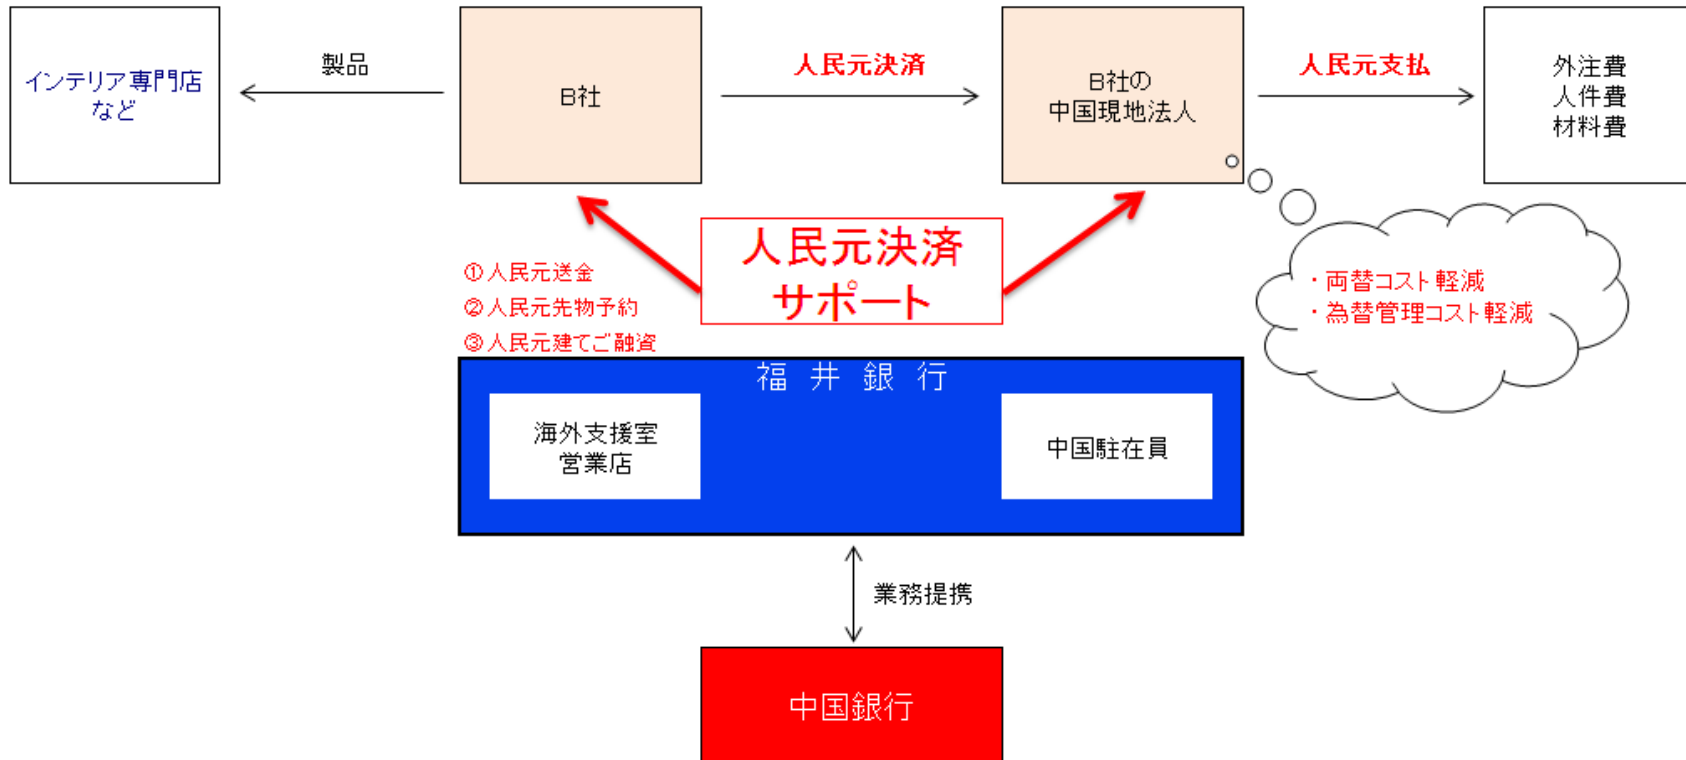 インテリア専門店
など
製品
B社
人民元決済
B社の
中国現地法人
人民元支払
外注費
人件費
材料費
人民元決済
サポート
①人民元送金
②人民元先物予約
③人民元建てご融資
・両替コスト軽減
・為替管理コスト軽減
福井銀行
海外支援室
営業店
中国駐在員
業務提携
中国銀行